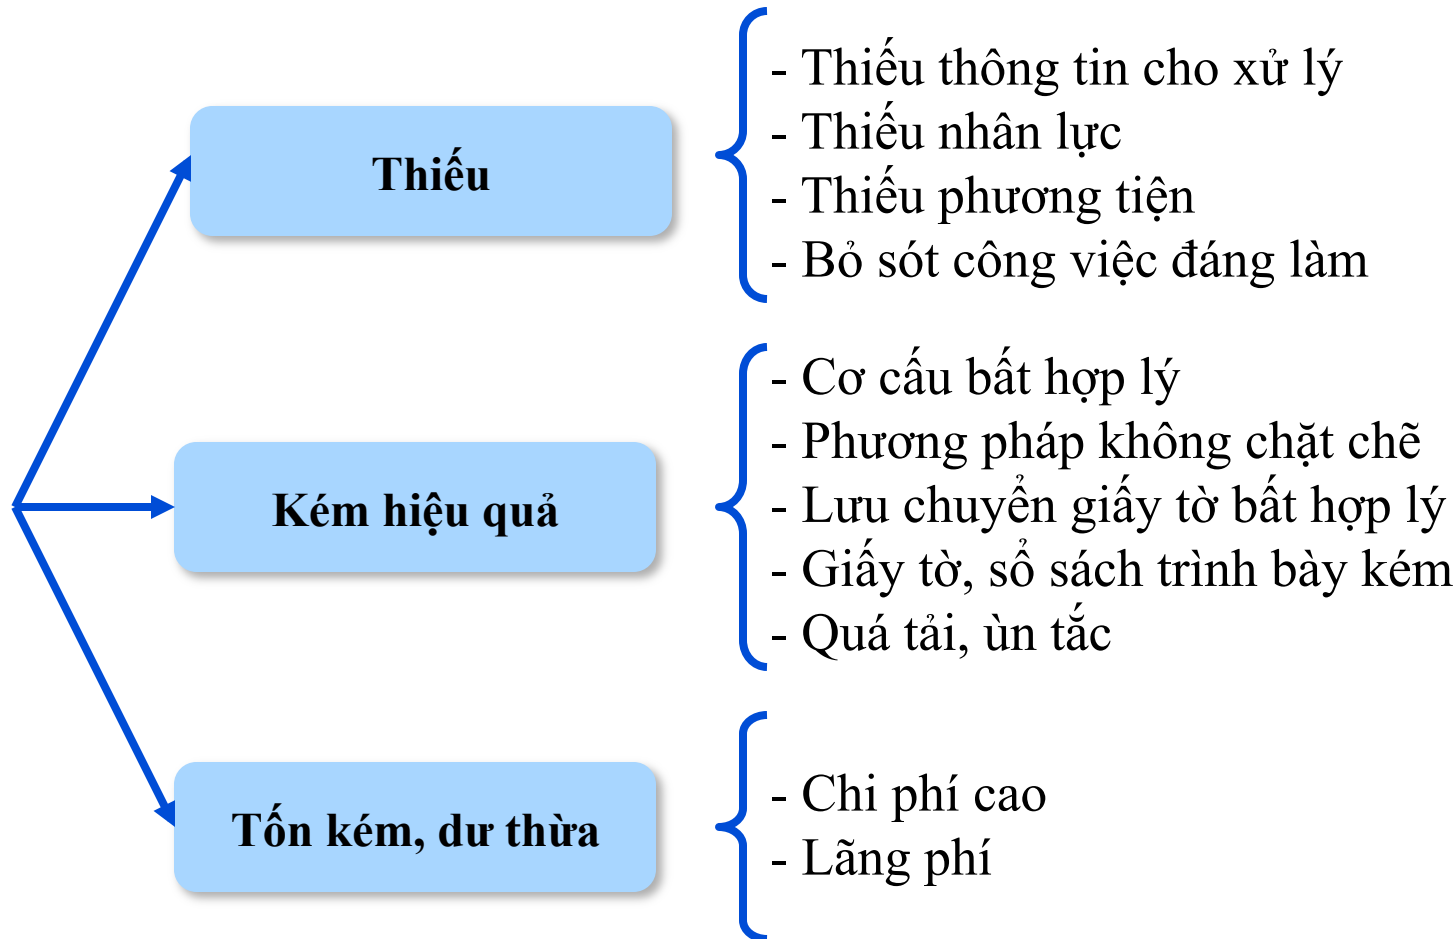 Thiếu
- Thiếu thông tin cho xử lý
- Thiếu nhân lực
- Thiếu phương tiện
- Bỏ sót công việc đáng làm
Kém hiệu quả
- Cơ cấu bất hợp lý
- Phương pháp không chặt chẽ
- Lưu chuyển giấy tờ bất hợp lý
- Giấy tờ, sổ sách trình bày kém
- Quá tải, ùn tắc
Tốn kém, dư thừa
- Chi phí cao
- Lãng phí